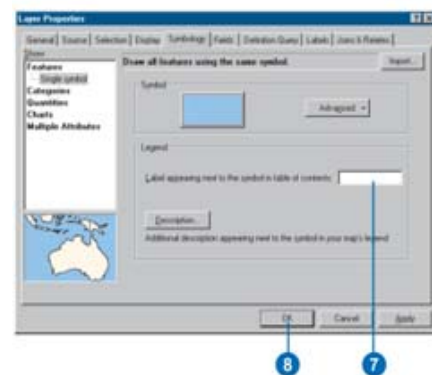 Layer Properties
General Source Selection Display Symbology Fields Definition Query Labels Joins & Relates
Show:
Features
Single symbol
Categories
Quantities
Charts
Multiple Attributes
Draw all features using the same symbol.
Import...
Symbol
Advanced
Legend
Label appearing next to the symbol in table of contents:
Description...
Additional description appearing next to the symbol in your map's legend
OK Cancel Apply
8 7